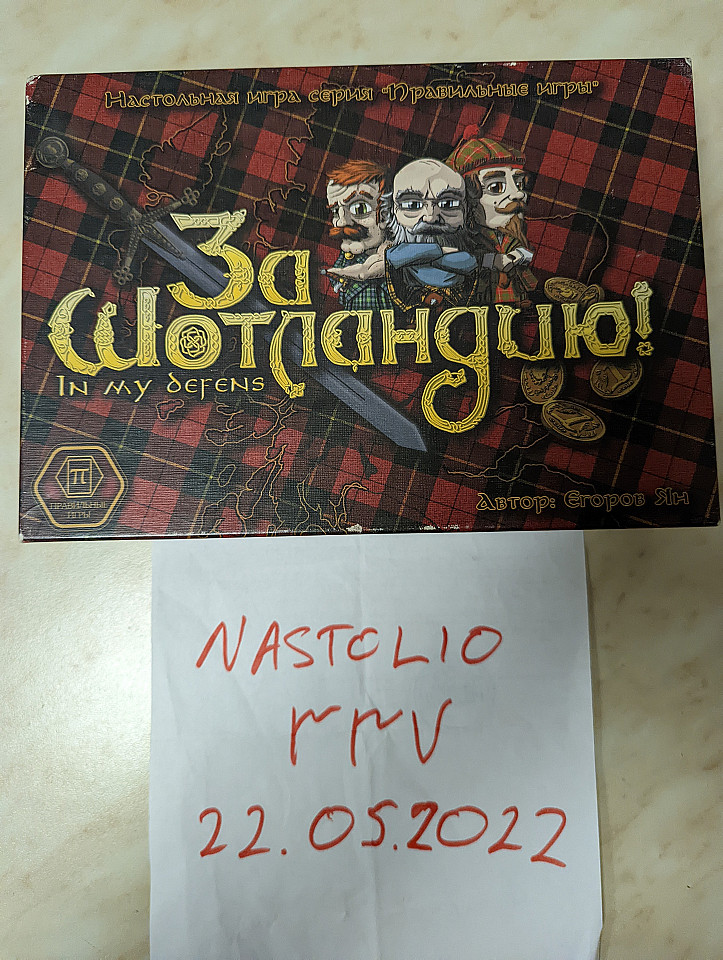 Настольная игра серия "Правильные игры"
За
Шотландию!
In my defens
π
ПРАВИЛЬНЫЕ
ИГРЫ
Автор: Егоров Ян
NASTOLIO
rrv
22.05.2022